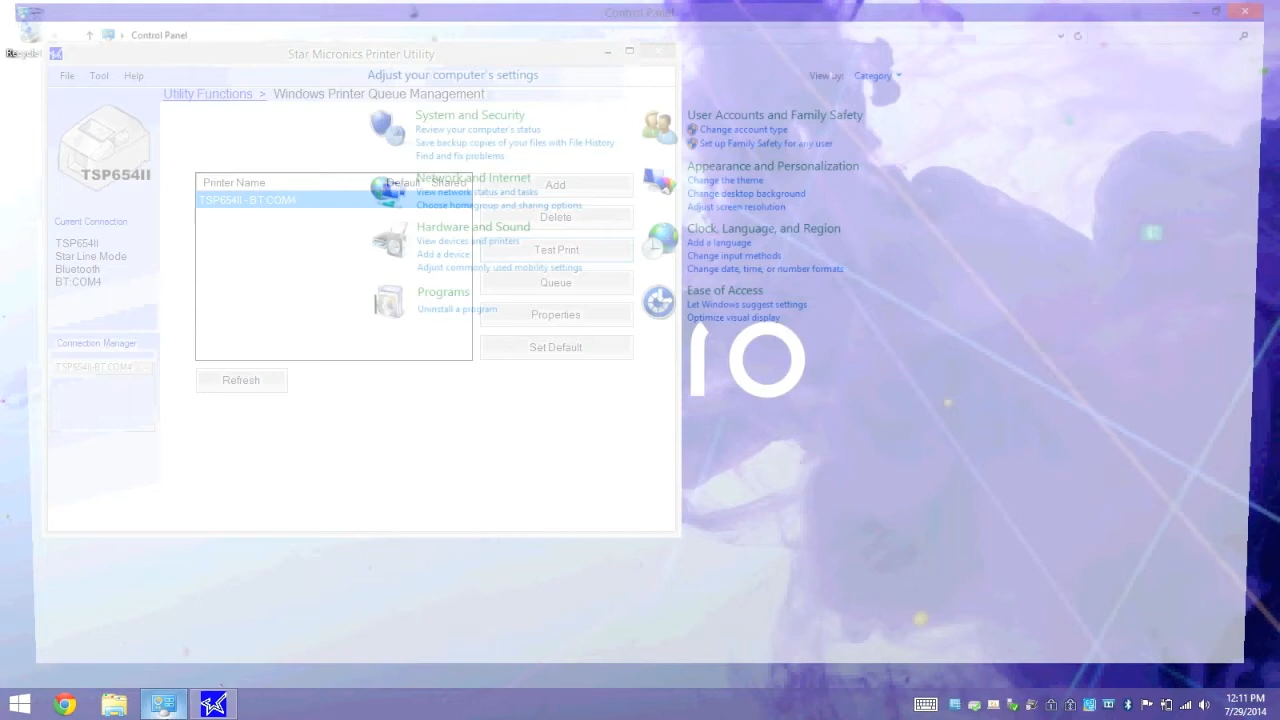 Control Panel
Control Panel
Star Micronics Printer Utility
File Tool Help
Adjust your computer's settings
View by: Category
Utility Functions > Windows Printer Queue Management
TSP654II
Current Connection
TSP654II
Star Line Mode
Bluetooth
BT:COM4
Connection Manager
TSP654II-BT:COM4
Printer Name Default Shared
TSP654II - BT:COM4
Refresh
Add
Delete
Test Print
Queue
Properties
Set Default
System and Security
Review your computer's status
Save backup copies of your files with File History
Find and fix problems
Network and Internet
View network status and tasks
Choose homegroup and sharing options
Hardware and Sound
View devices and printers
Add a device
Adjust commonly used mobility settings
Programs
Uninstall a program
User Accounts and Family Safety
Change account type
Set up Family Safety for any user
Appearance and Personalization
Change the theme
Change desktop background
Adjust screen resolution
Clock, Language, and Region
Add a language
Change input methods
Change date, time, or number formats
Ease of Access
Let Windows suggest settings
Optimize visual display
IO
12:11 PM
7/29/2014